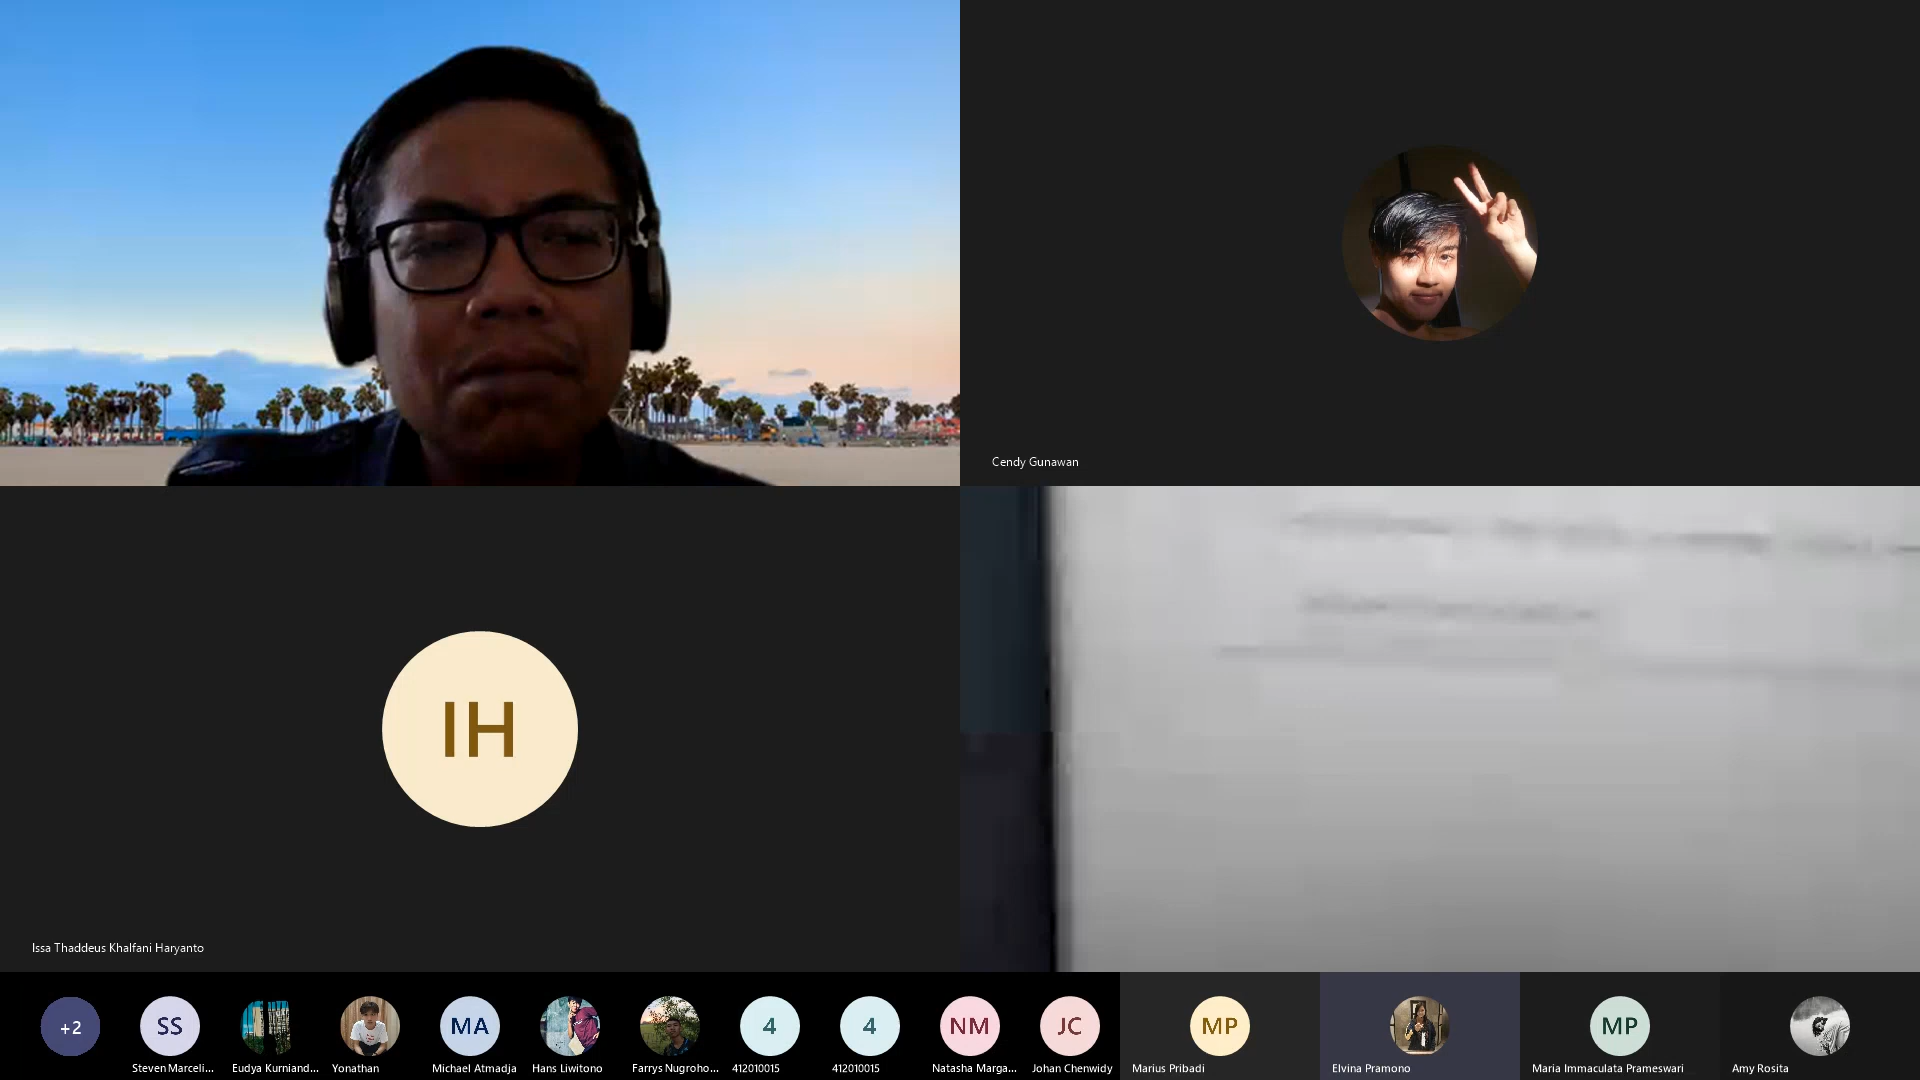 Cendy Gunawan
IH
Issa Thaddeus Khalfani Haryanto
+2
SS
MA
4
4
NM
JC
MP
MP
Steven Marceli...
Eudya Kurniand...
Yonathan
Michael Atmadja
Hans Liwitono
Farrys Nugroho...
412010015
412010015
Natasha Marga...
Johan Chenwidy
Marius Pribadi
Elvina Pramono
Maria Immaculata Prameswari
Amy Rosita